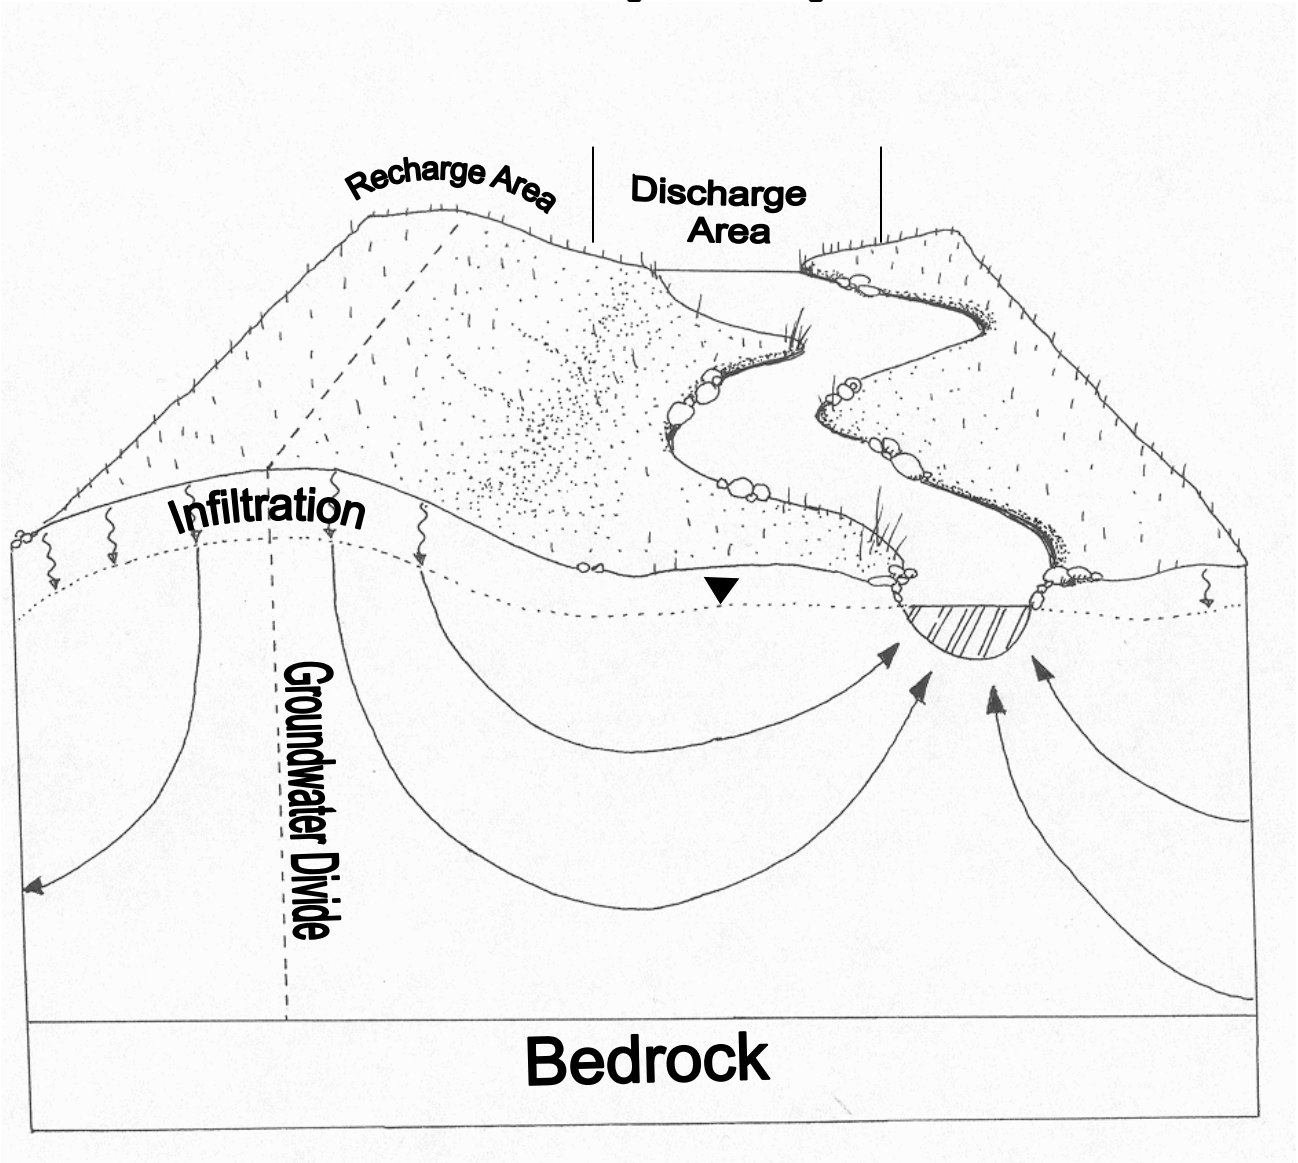 Recharge Area
Discharge
Area
Infiltration
Groundwater Divide
Bedrock